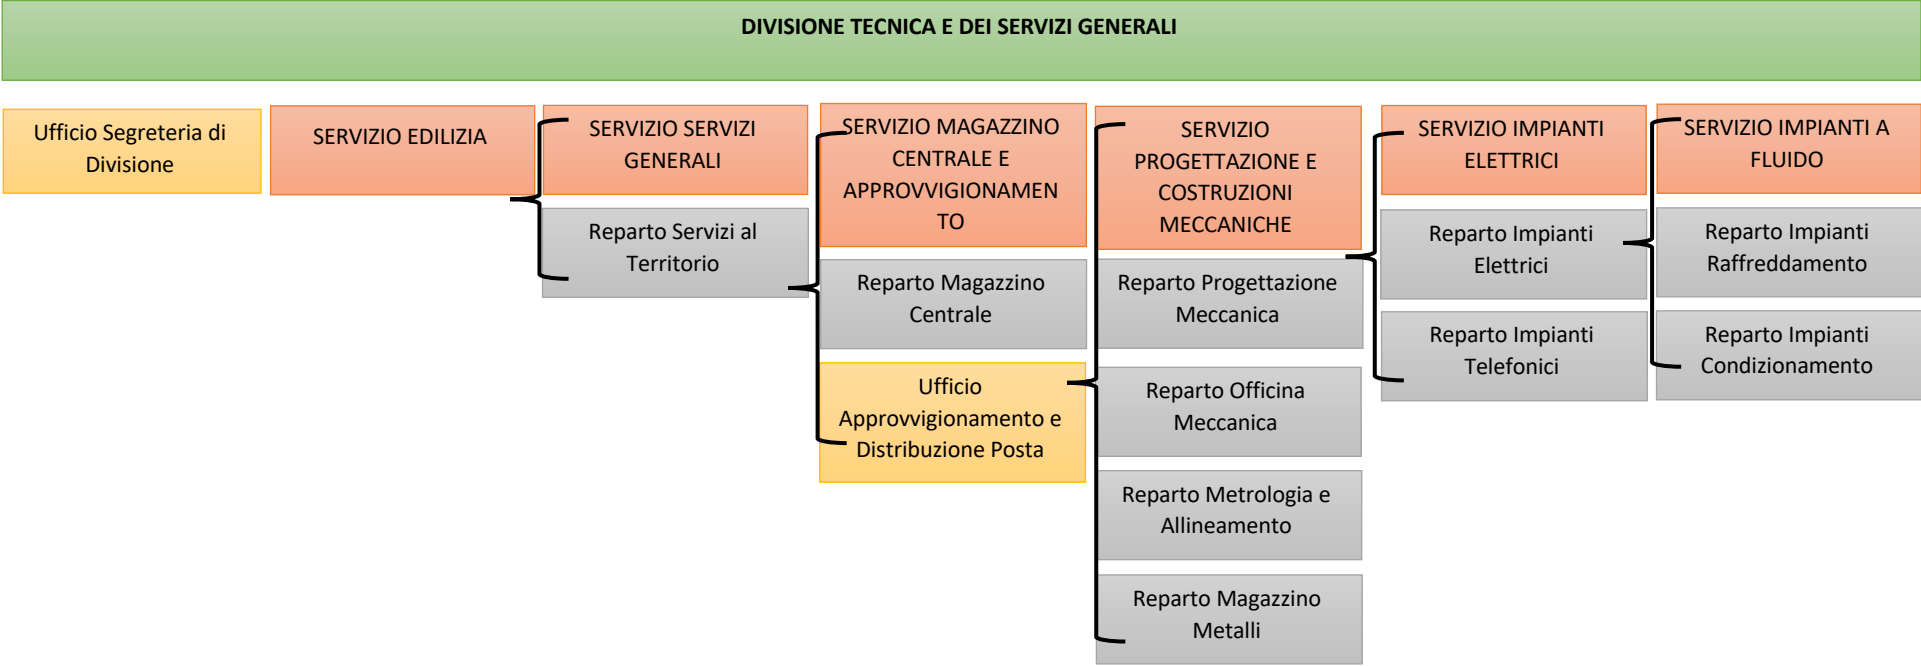 DIVISIONE TECNICA E DEI SERVIZI GENERALI
Ufficio Segreteria di
Divisione
SERVIZIO EDILIZIA
SERVIZIO SERVIZI
GENERALI
Reparto Servizi al
Territorio
SERVIZIO MAGAZZINO
CENTRALE E
APPROVVIGIONAMEN
TO
Reparto Magazzino
Centrale
Ufficio
Approvvigionamento e
Distribuzione Posta
SERVIZIO
PROGETTAZIONE E
COSTRUZIONI
MECCANICHE
Reparto Progettazione
Meccanica
Reparto Officina
Meccanica
Reparto Metrologia e
Allineamento
Reparto Magazzino
Metalli
SERVIZIO IMPIANTI
ELETTRICI
Reparto Impianti
Elettrici
Reparto Impianti
Telefonici
SERVIZIO IMPIANTI A
FLUIDO
Reparto Impianti
Raffreddamento
Reparto Impianti
Condizionamento